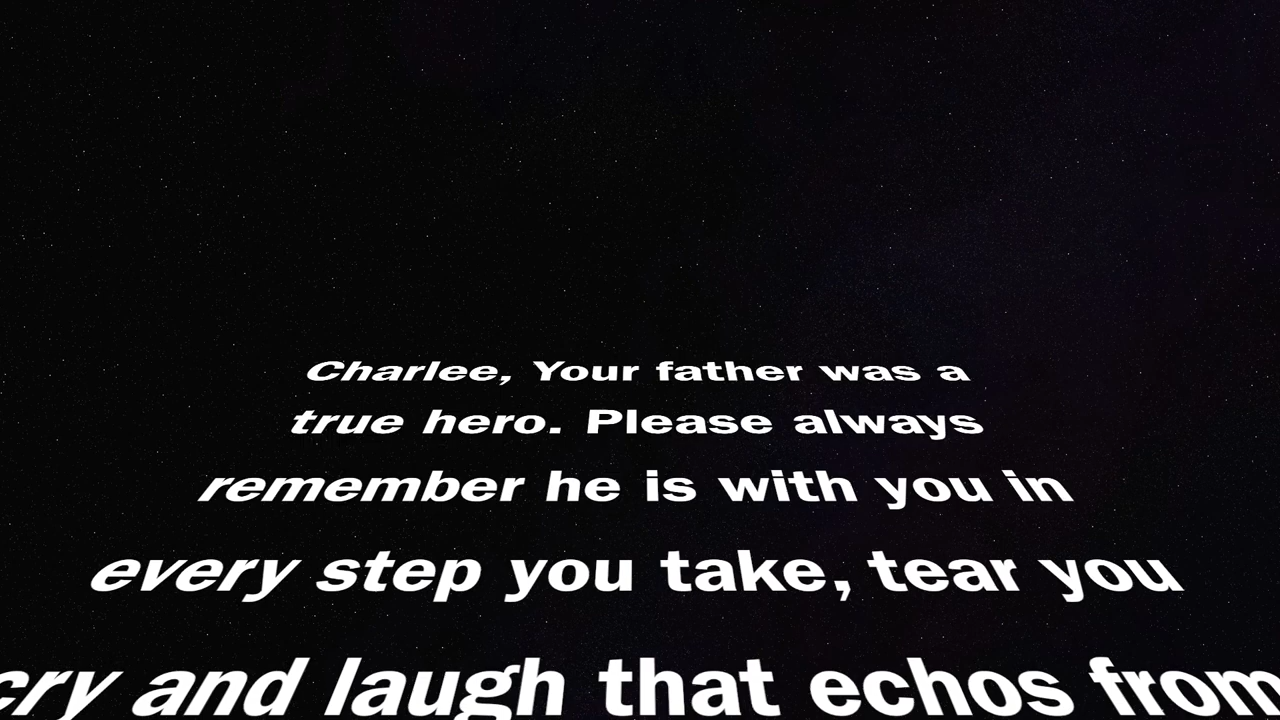 Charlee, Your father was a
true hero. Please always
remember he is with you in
every step you take, tear you
cry and laugh that echos from